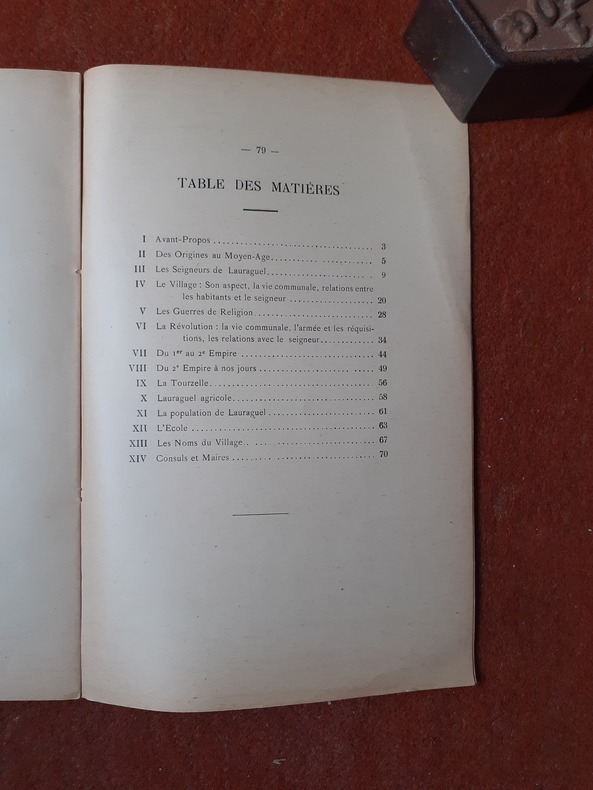 — 79 —
TABLE DES MATIÈRES
I Avant-Propos 3
II Des Origines au Moyen-Age 5
III Les Seigneurs de Lauraguel 9
IV Le Village : Son aspect, la vie communale, relations entre
les habitants et le seigneur 20
V Les Guerres de Religion 28
VI La Révolution : la vie communale, l'armée et les réquisi-
tions, les relations avec le seigneur 34
VII Du 1er au 2e Empire 44
VIII Du 2e Empire à nos jours 49
IX La Tourzelle 56
X Lauraguel agricole 58
XI La population de Lauraguel 61
XII L'Ecole 63
XIII Les Noms du Village 67
XIV Consuls et Maires 70